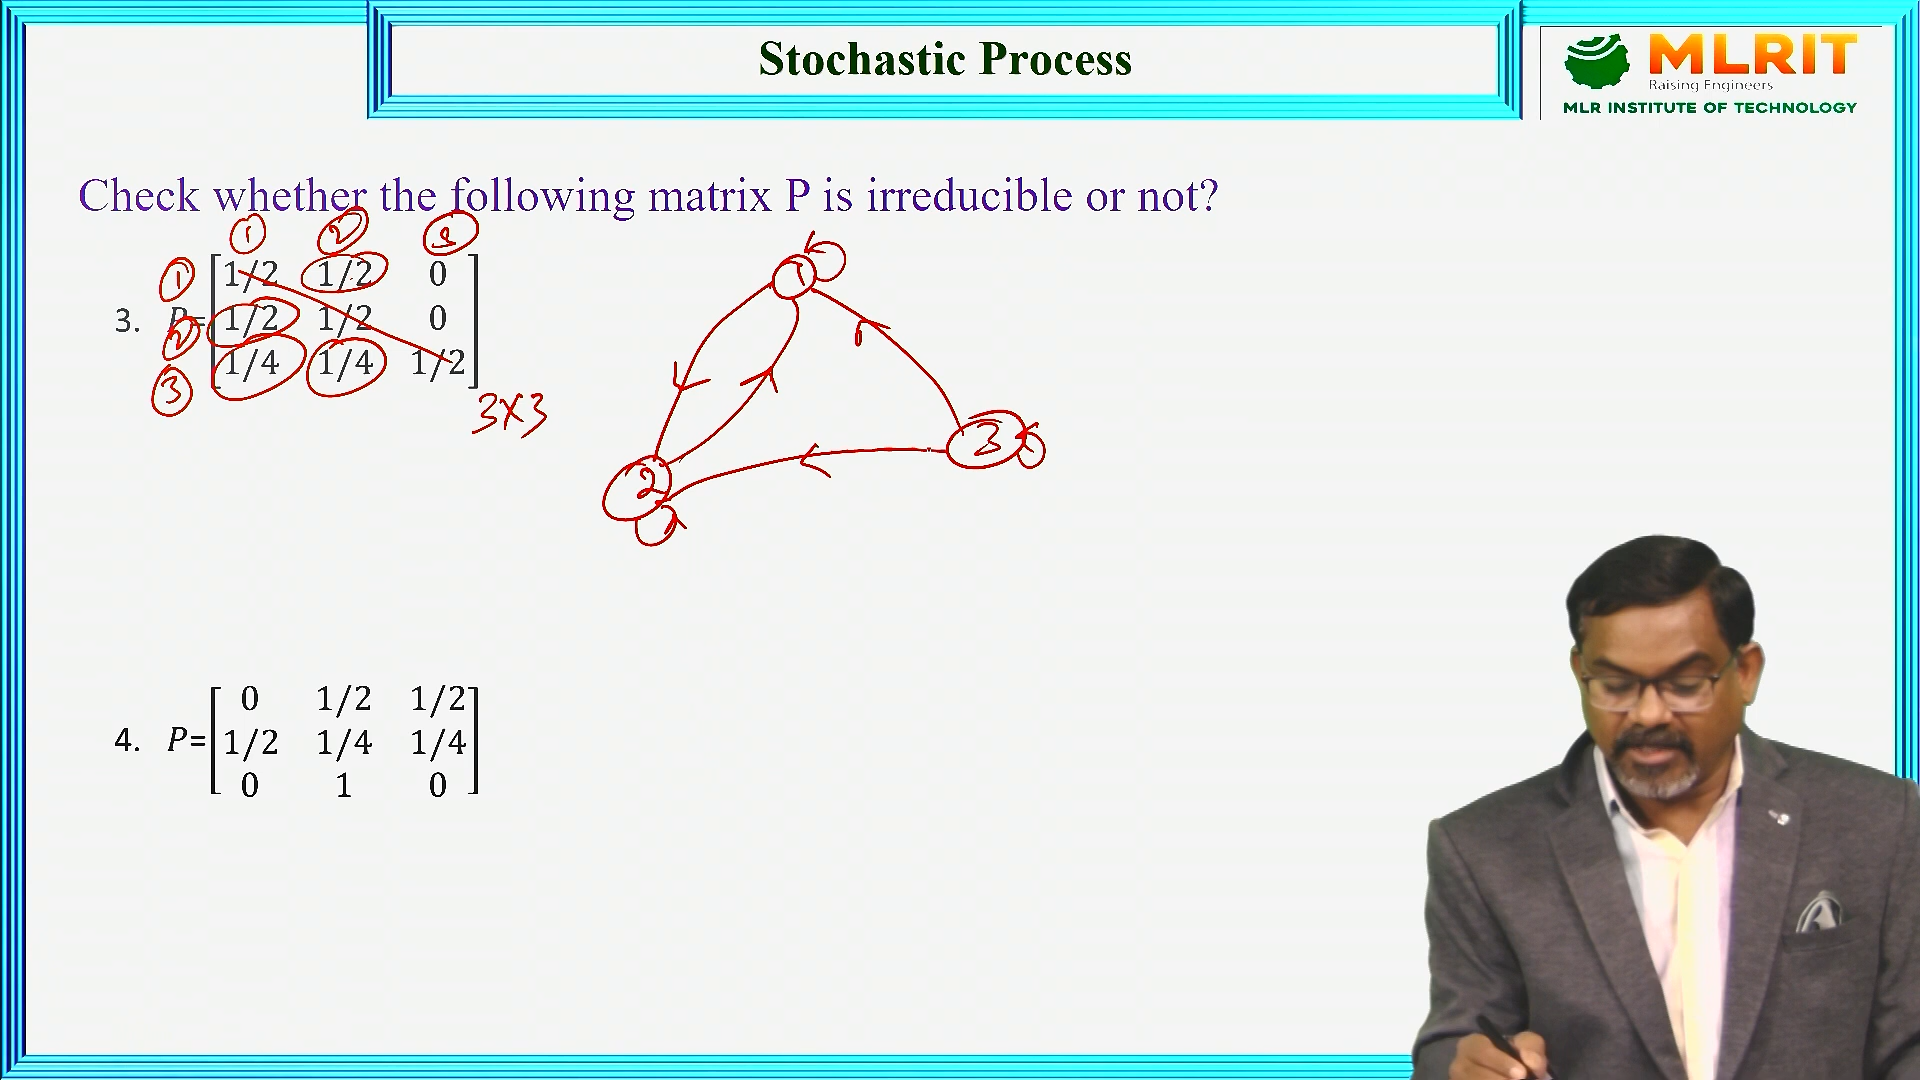 Stochastic Process
MLRIT
Raising Engineers
MLR INSTITUTE OF TECHNOLOGY
Check whether the following matrix P is irreducible or not?
1 2 3
1 1/2 1/2 0
3. P= 2 1/2 1/2 0
3 1/4 1/4 1/2
3X3
1
3
2
0 1/2 1/2
4. P= 1/2 1/4 1/4
0 1 0